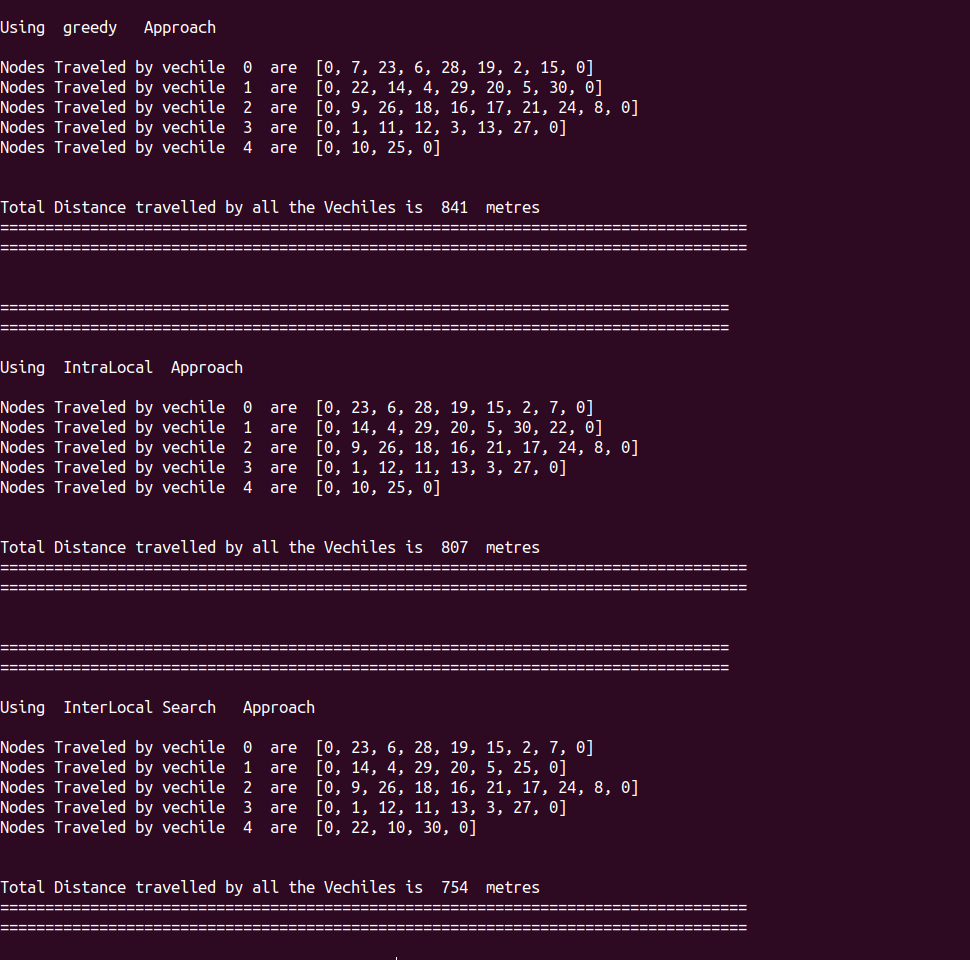 Using  greedy   Approach
Nodes Traveled by vechile  0  are  [0, 7, 23, 6, 28, 19, 2, 15, 0]
Nodes Traveled by vechile  1  are  [0, 22, 14, 4, 29, 20, 5, 30, 0]
Nodes Traveled by vechile  2  are  [0, 9, 26, 18, 16, 17, 21, 24, 8, 0]
Nodes Traveled by vechile  3  are  [0, 1, 11, 12, 3, 13, 27, 0]
Nodes Traveled by vechile  4  are  [0, 10, 25, 0]
Total Distance travelled by all the Vechiles is  841  metres
===================================================================================
===================================================================================
=================================================================================
=================================================================================
Using  IntraLocal  Approach
Nodes Traveled by vechile  0  are  [0, 23, 6, 28, 19, 15, 2, 7, 0]
Nodes Traveled by vechile  1  are  [0, 14, 4, 29, 20, 5, 30, 22, 0]
Nodes Traveled by vechile  2  are  [0, 9, 26, 18, 16, 21, 17, 24, 8, 0]
Nodes Traveled by vechile  3  are  [0, 1, 12, 11, 13, 3, 27, 0]
Nodes Traveled by vechile  4  are  [0, 10, 25, 0]
Total Distance travelled by all the Vechiles is  807  metres
===================================================================================
===================================================================================
=================================================================================
=================================================================================
Using  InterLocal Search   Approach
Nodes Traveled by vechile  0  are  [0, 23, 6, 28, 19, 15, 2, 7, 0]
Nodes Traveled by vechile  1  are  [0, 14, 4, 29, 20, 5, 25, 0]
Nodes Traveled by vechile  2  are  [0, 9, 26, 18, 16, 21, 17, 24, 8, 0]
Nodes Traveled by vechile  3  are  [0, 1, 12, 11, 13, 3, 27, 0]
Nodes Traveled by vechile  4  are  [0, 22, 10, 30, 0]
Total Distance travelled by all the Vechiles is  754  metres
===================================================================================
===================================================================================